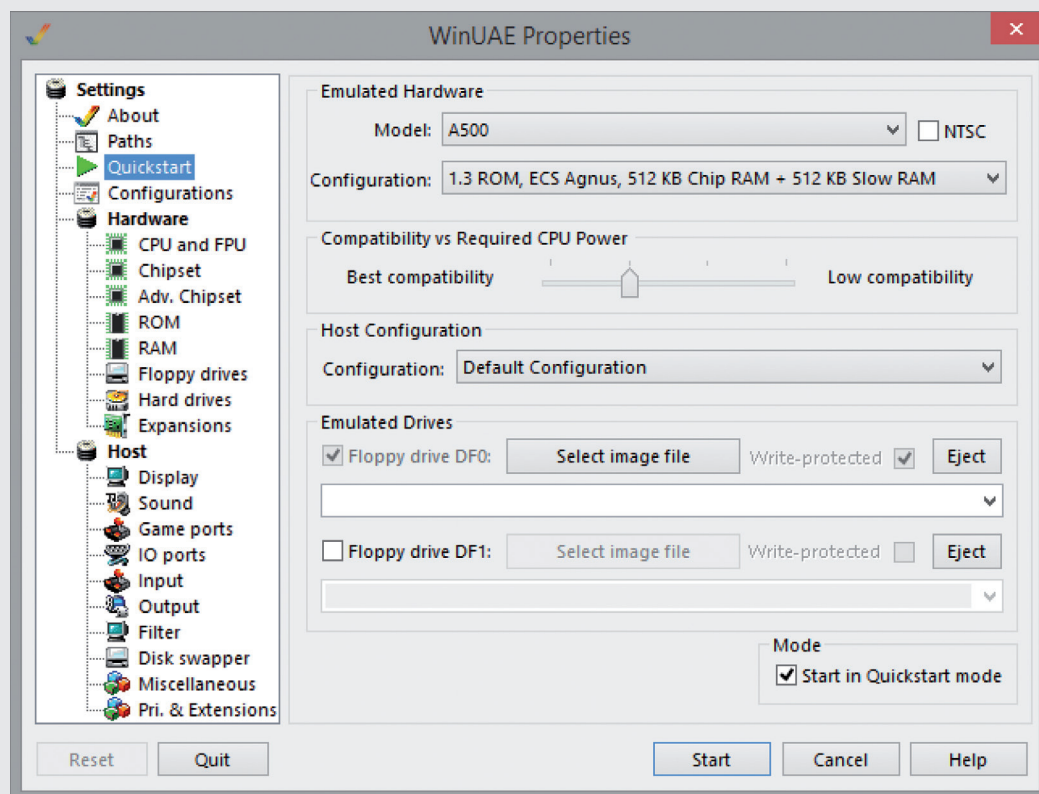 WinUAE Properties
Settings
About
Paths
Quickstart
Configurations
Hardware
CPU and FPU
Chipset
Adv. Chipset
ROM
RAM
Floppy drives
Hard drives
Expansions
Host
Display
Sound
Game ports
IO ports
Input
Output
Filter
Disk swapper
Miscellaneous
Pri. & Extensions
Emulated Hardware
Model: A500 NTSC
Configuration: 1.3 ROM, ECS Agnus, 512 KB Chip RAM + 512 KB Slow RAM
Compatibility vs Required CPU Power
Best compatibility Low compatibility
Host Configuration
Configuration: Default Configuration
Emulated Drives
Floppy drive DF0: Select image file Write-protected Eject
Floppy drive DF1: Select image file Write-protected Eject
Mode
Start in Quickstart mode
Reset Quit Start Cancel Help